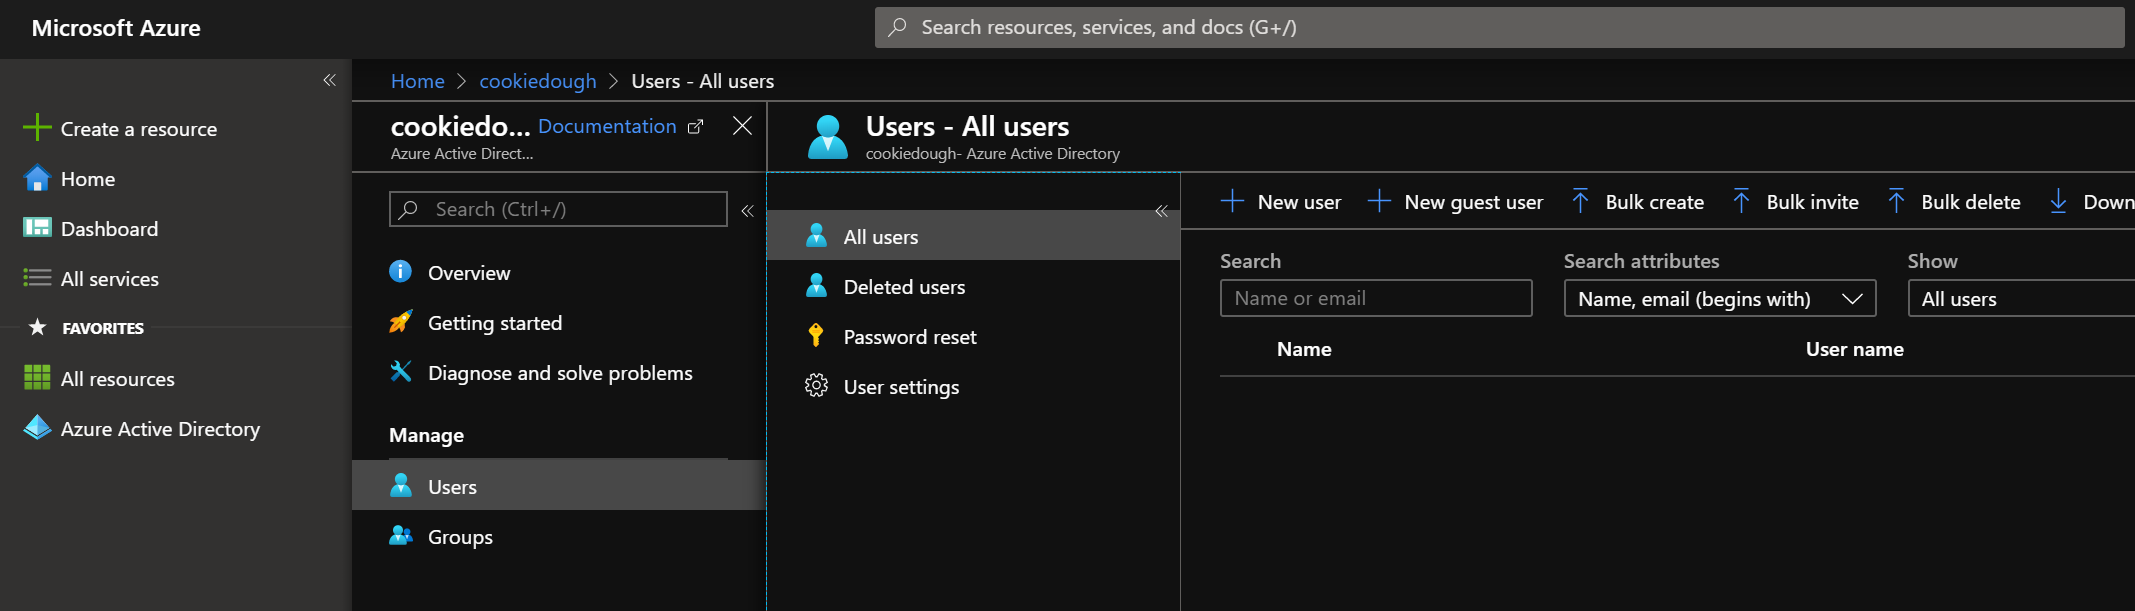 Microsoft Azure
Search resources, services, and docs (G+/)
Create a resource
Home
Dashboard
All services
FAVORITES
All resources
Azure Active Directory
Home > cookiedough > Users - All users
cookiedo... Documentation
Azure Active Direct...
Search (Ctrl+/)
Overview
Getting started
Diagnose and solve problems
Manage
Users
Groups
Users - All users
cookiedough- Azure Active Directory
All users
Deleted users
Password reset
User settings
New user New guest user Bulk create Bulk invite Bulk delete Down
Search Search attributes Show
Name or email Name, email (begins with) All users
Name User name